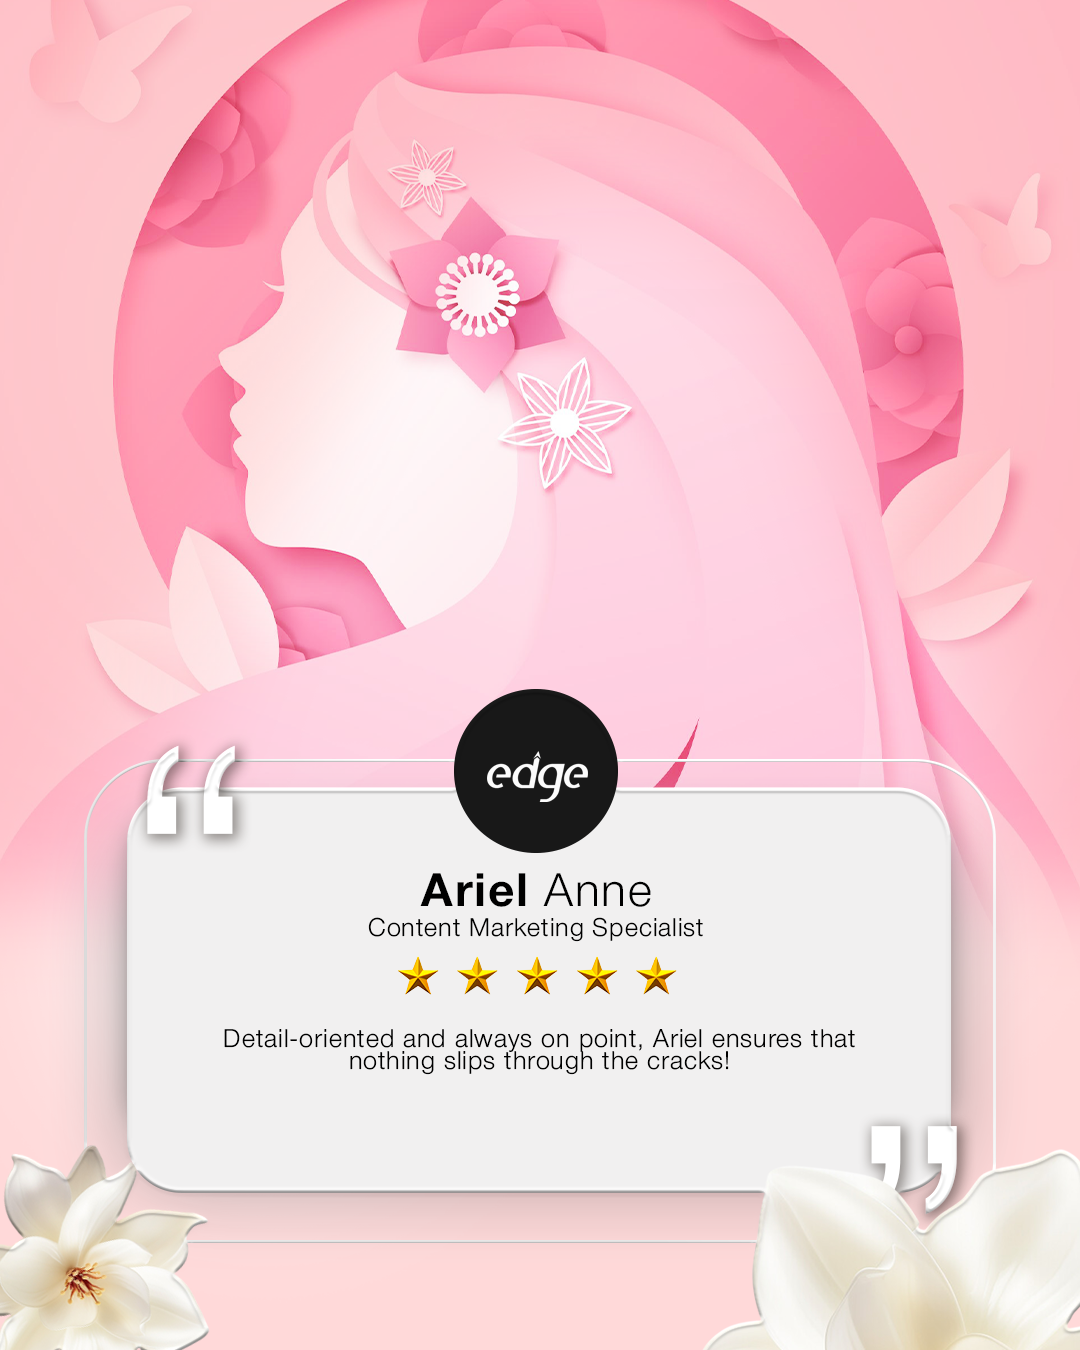 “
edge
Ariel Anne
Content Marketing Specialist
Detail-oriented and always on point, Ariel ensures that
nothing slips through the cracks!
”